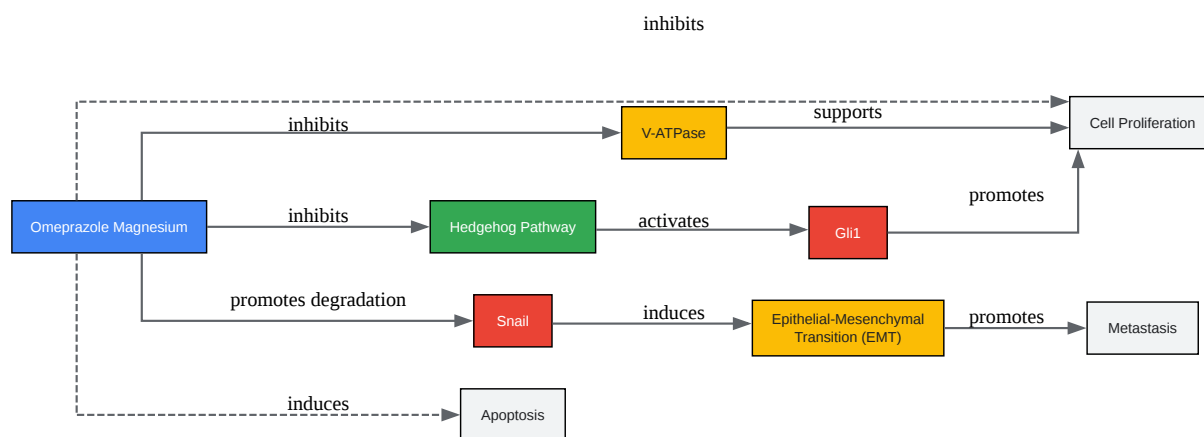 inhibits
inhibits
V-ATPase
supports
Cell Proliferation
Omeprazole Magnesium
inhibits
Hedgehog Pathway
activates
Gli1
promotes
promotes degradation
Snail
induces
Epithelial-Mesenchymal
Transition (EMT)
promotes
Metastasis
induces
Apoptosis